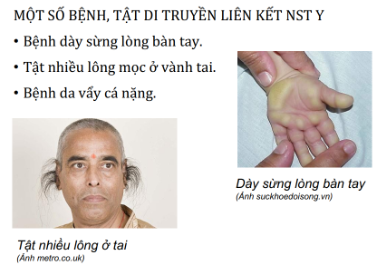 MỘT SỐ BỆNH, TẬT DI TRUYỀN LIÊN KẾT NST Y
• Bệnh dày sừng lòng bàn tay.
• Tật nhiều lông mọc ở vành tai.
• Bệnh da vẩy cá nặng.
Dày sừng lòng bàn tay
(Ảnh suckhoedoisong.vn)
Tật nhiều lông ở tai
(Ảnh metro.co.uk)